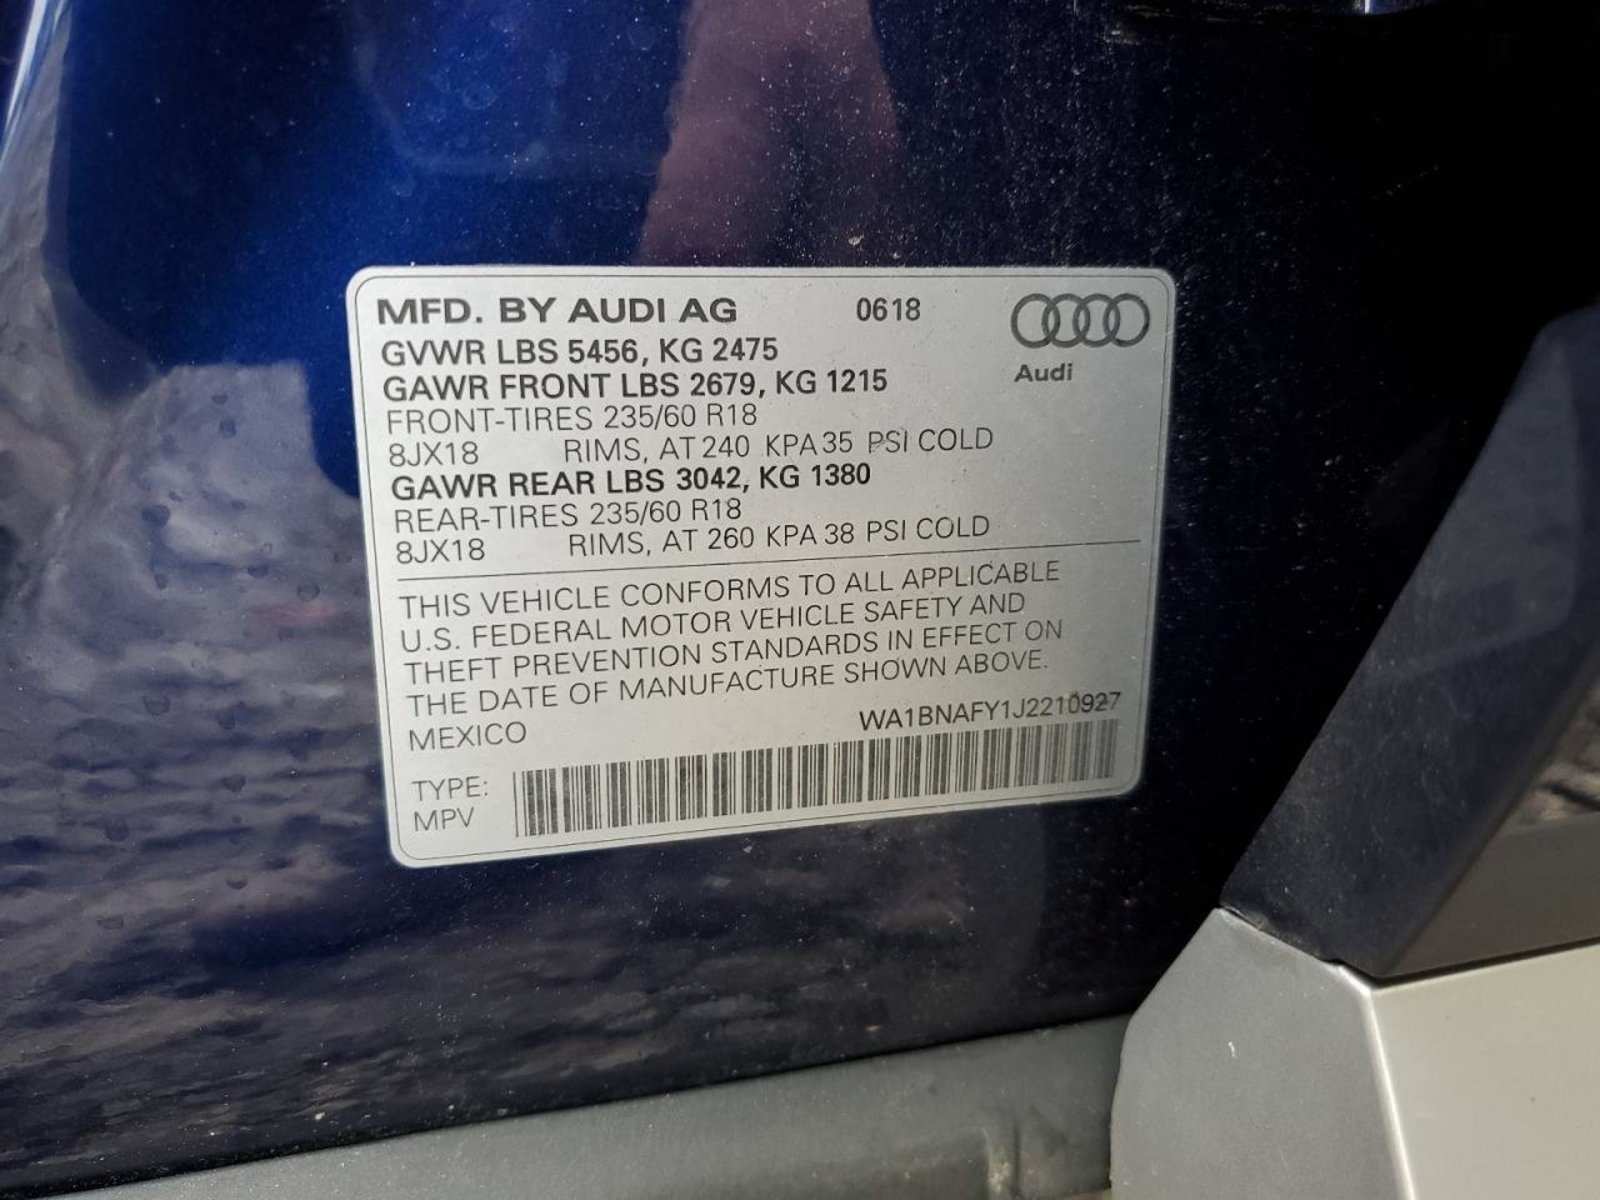 MFD. BY AUDI AG 0618
Audi
GVWR LBS 5456, KG 2475
GAWR FRONT LBS 2679, KG 1215
FRONT-TIRES 235/60 R18
8JX18 RIMS, AT 240 KPA 35 PSI COLD
GAWR REAR LBS 3042, KG 1380
REAR-TIRES 235/60 R18
8JX18 RIMS, AT 260 KPA 38 PSI COLD
THIS VEHICLE CONFORMS TO ALL APPLICABLE
U.S. FEDERAL MOTOR VEHICLE SAFETY AND
THEFT PREVENTION STANDARDS IN EFFECT ON
THE DATE OF MANUFACTURE SHOWN ABOVE.
MEXICO WA1BNAFY1J2210927
TYPE:
MPV